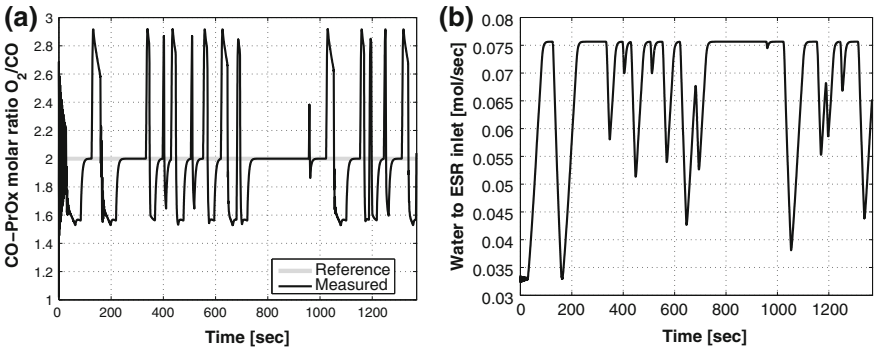 (a)
CO−PrOx molar ratio O2/CO
3
2.8
2.6
2.4
2.2
2
1.8
1.6
1.4
1.2
1
0 200 400 600 800 1000 1200
Time [sec]
Reference
Measured
(b)
Water to ESR inlet [mol/sec]
0.08
0.075
0.07
0.065
0.06
0.055
0.05
0.045
0.04
0.035
0.03
0 200 400 600 800 1000 1200
Time [sec]